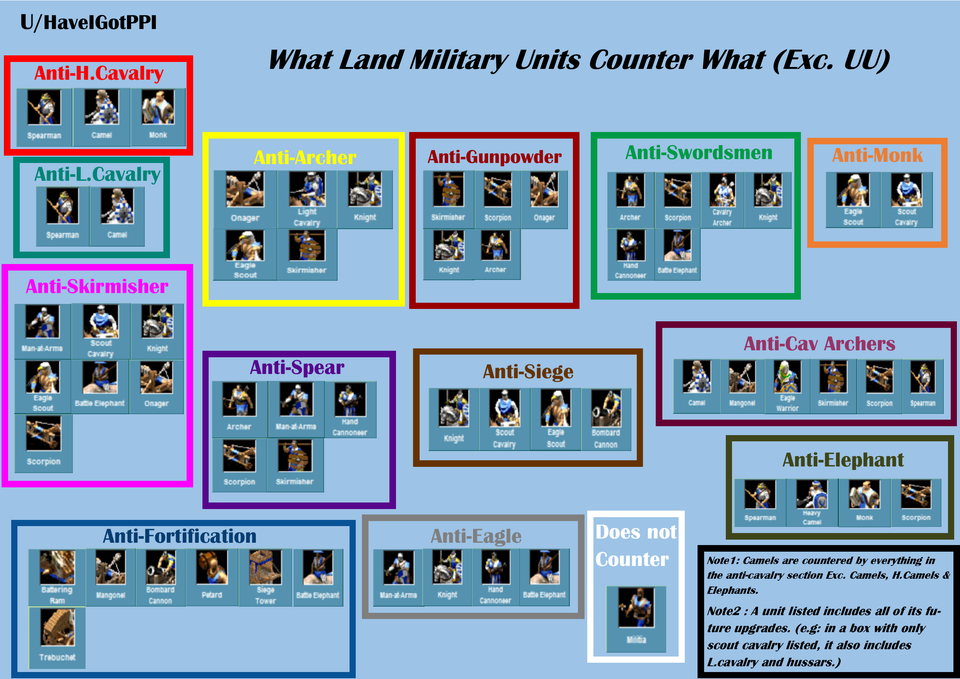 U/HaveIGotPPI
What Land Military Units Counter What (Exc. UU)
Anti-H.Cavalry
Spearman Camel Monk
Anti-L.Cavalry
Spearman Camel
Anti-Archer
Onager Light Cavalry Knight
Eagle Scout Skirmisher
Anti-Gunpowder
Skirmisher Scorpion Onager
Knight Archer
Anti-Swordsmen
Archer Scorpion Cavalry Archer Knight
Hand Cannoneer Battle Elephant
Anti-Monk
Eagle Scout Scout Cavalry
Anti-Skirmisher
Man-at-Arms Scout Cavalry Knight
Eagle Scout Battle Elephant Onager
Scorpion
Anti-Spear
Archer Man-at-Arms Hand Cannoneer
Scorpion Skirmisher
Anti-Siege
Knight Scout Cavalry Eagle Scout Bombard Cannon
Anti-Cav Archers
Camel Mangonel Eagle Warrior Skirmisher Scorpion Spearman
Anti-Elephant
Spearman Heavy Camel Monk Scorpion
Anti-Fortification
Battering Ram Mangonel Bombard Cannon Petard Siege Tower Battle Elephant
Trebuchet
Anti-Eagle
Man-at-Arms Knight Hand Cannoneer Battle Elephant
Does not
Counter
Militia
Note1: Camels are countered by everything in
the anti-cavalry section Exc. Camels, H.Camels &
Elephants.
Note2 : A unit listed includes all of its fu-
ture upgrades. (e.g: in a box with only
scout cavalry listed, it also includes
L.cavalry and hussars.)